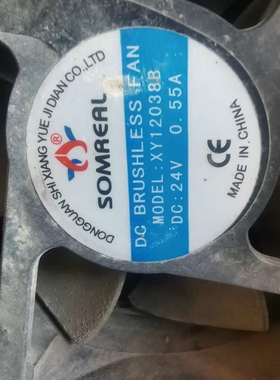 DONGGUAN SHI XIANG YUE JI DIAN CO.,LTD
®
SOMREAL
DC BRUSHLESS FAN
MODEL:XY12038B
DC:24V 0.55A
CE
MADE IN CHINA